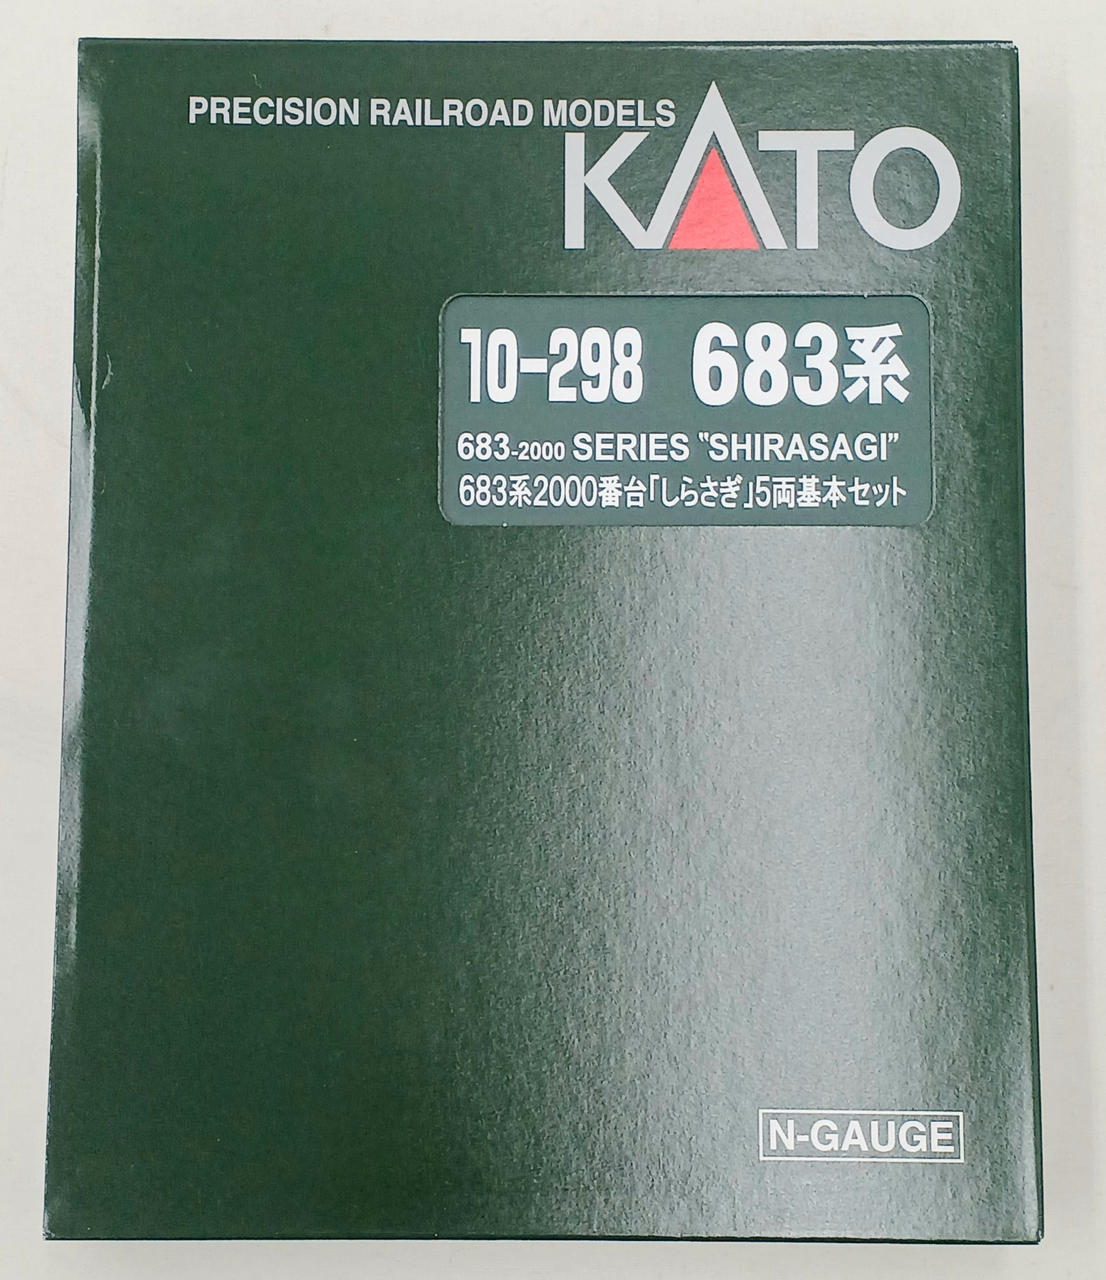 PRECISION RAILROAD MODELS
KATO
10-298 683系
683-2000 SERIES "SHIRASAGI"
683系2000番台「しらさぎ」5両基本セット
N-GAUGE